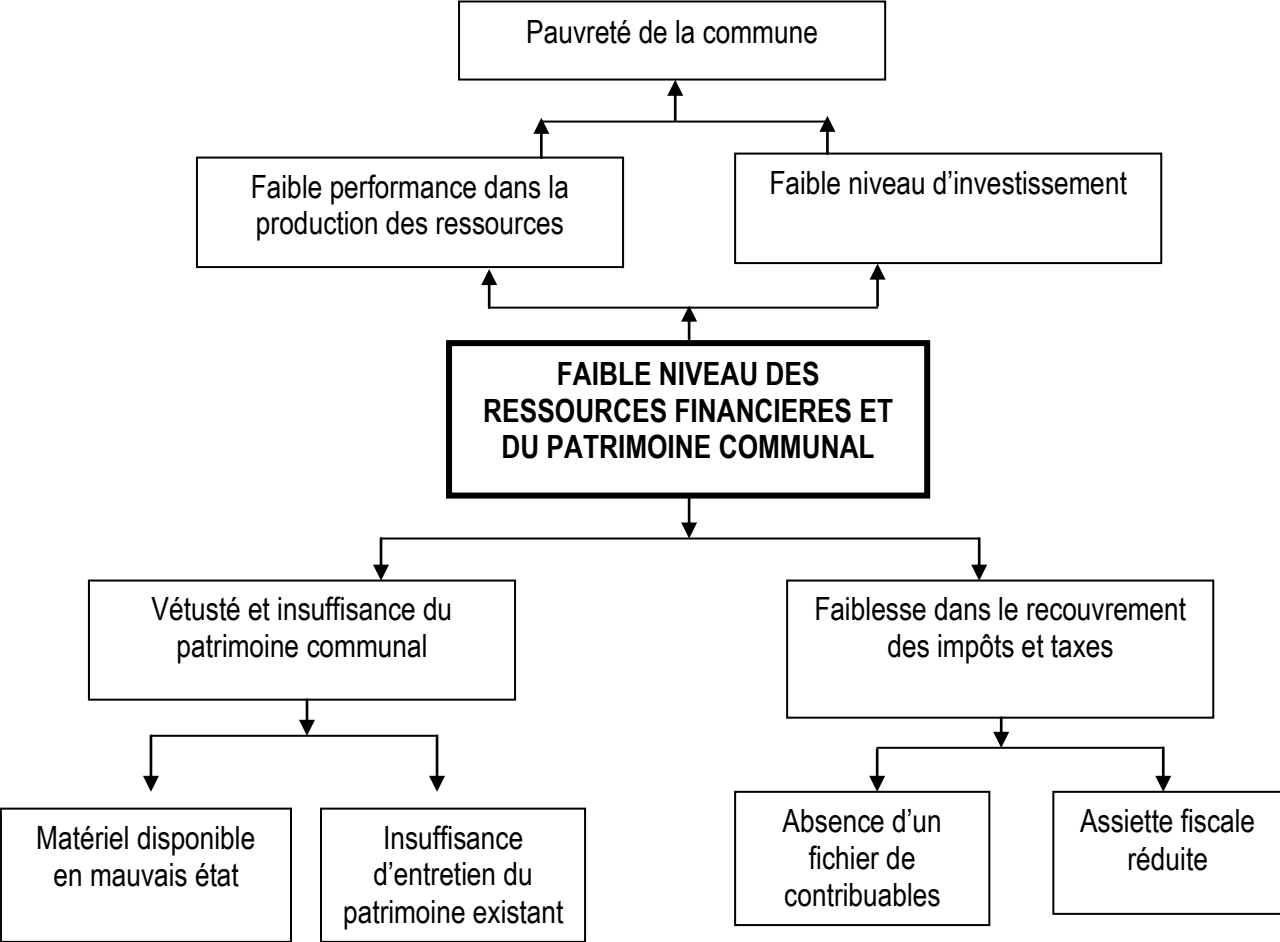 Pauvreté de la commune
Faible performance dans la
production des ressources
Faible niveau d’investissement
FAIBLE NIVEAU DES
RESSOURCES FINANCIERES ET
DU PATRIMOINE COMMUNAL
Vétusté et insuffisance du
patrimoine communal
Faiblesse dans le recouvrement
des impôts et taxes
Matériel disponible
en mauvais état
Insuffisance
d’entretien du
patrimoine existant
Absence d’un
fichier de
contribuables
Assiette fiscale
réduite